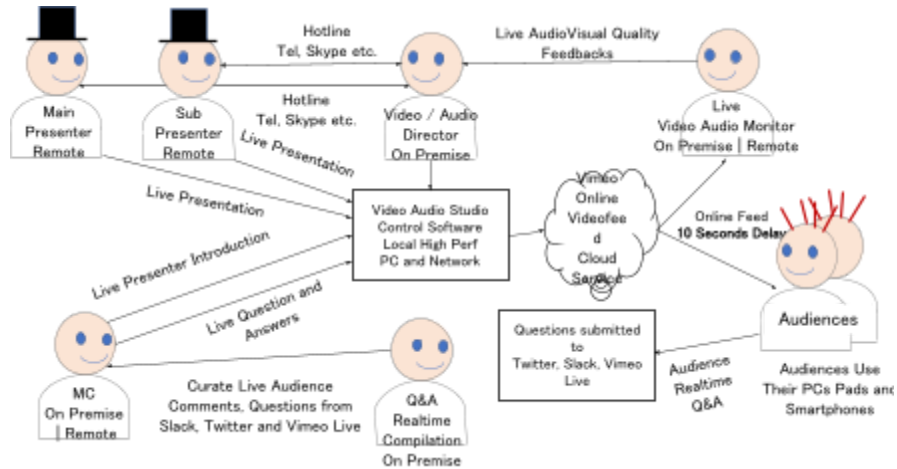 Hotline
Tel, Skype etc.
Live AudioVisual Quality
Feedbacks
Main
Presenter
Remote
Sub
Presenter
Remote
Hotline
Tel, Skype etc.
Video / Audio
Director
On Premise
Live
Video Audio Monitor
On Premise | Remote
Live Presentation
Live Presentation
Video Audio Studio
Control Software
Local High Perf
PC and Network
Vimeo
Online
Videofee
d
Cloud
Service
Online Feed
10 Seconds Delay
Live Presenter Introduction
Live Question and
Answers
Questions submitted
to
Twitter, Slack, Vimeo
Live
Audiences
Audience
Realtime
Q&A
Audiences Use
Their PCs Pads and
Smartphones
MC
On Premise
| Remote
Curate Live Audience
Comments, Questions from
Slack, Twitter and Vimeo Live
Q&A
Realtime
Compilation
On Premise